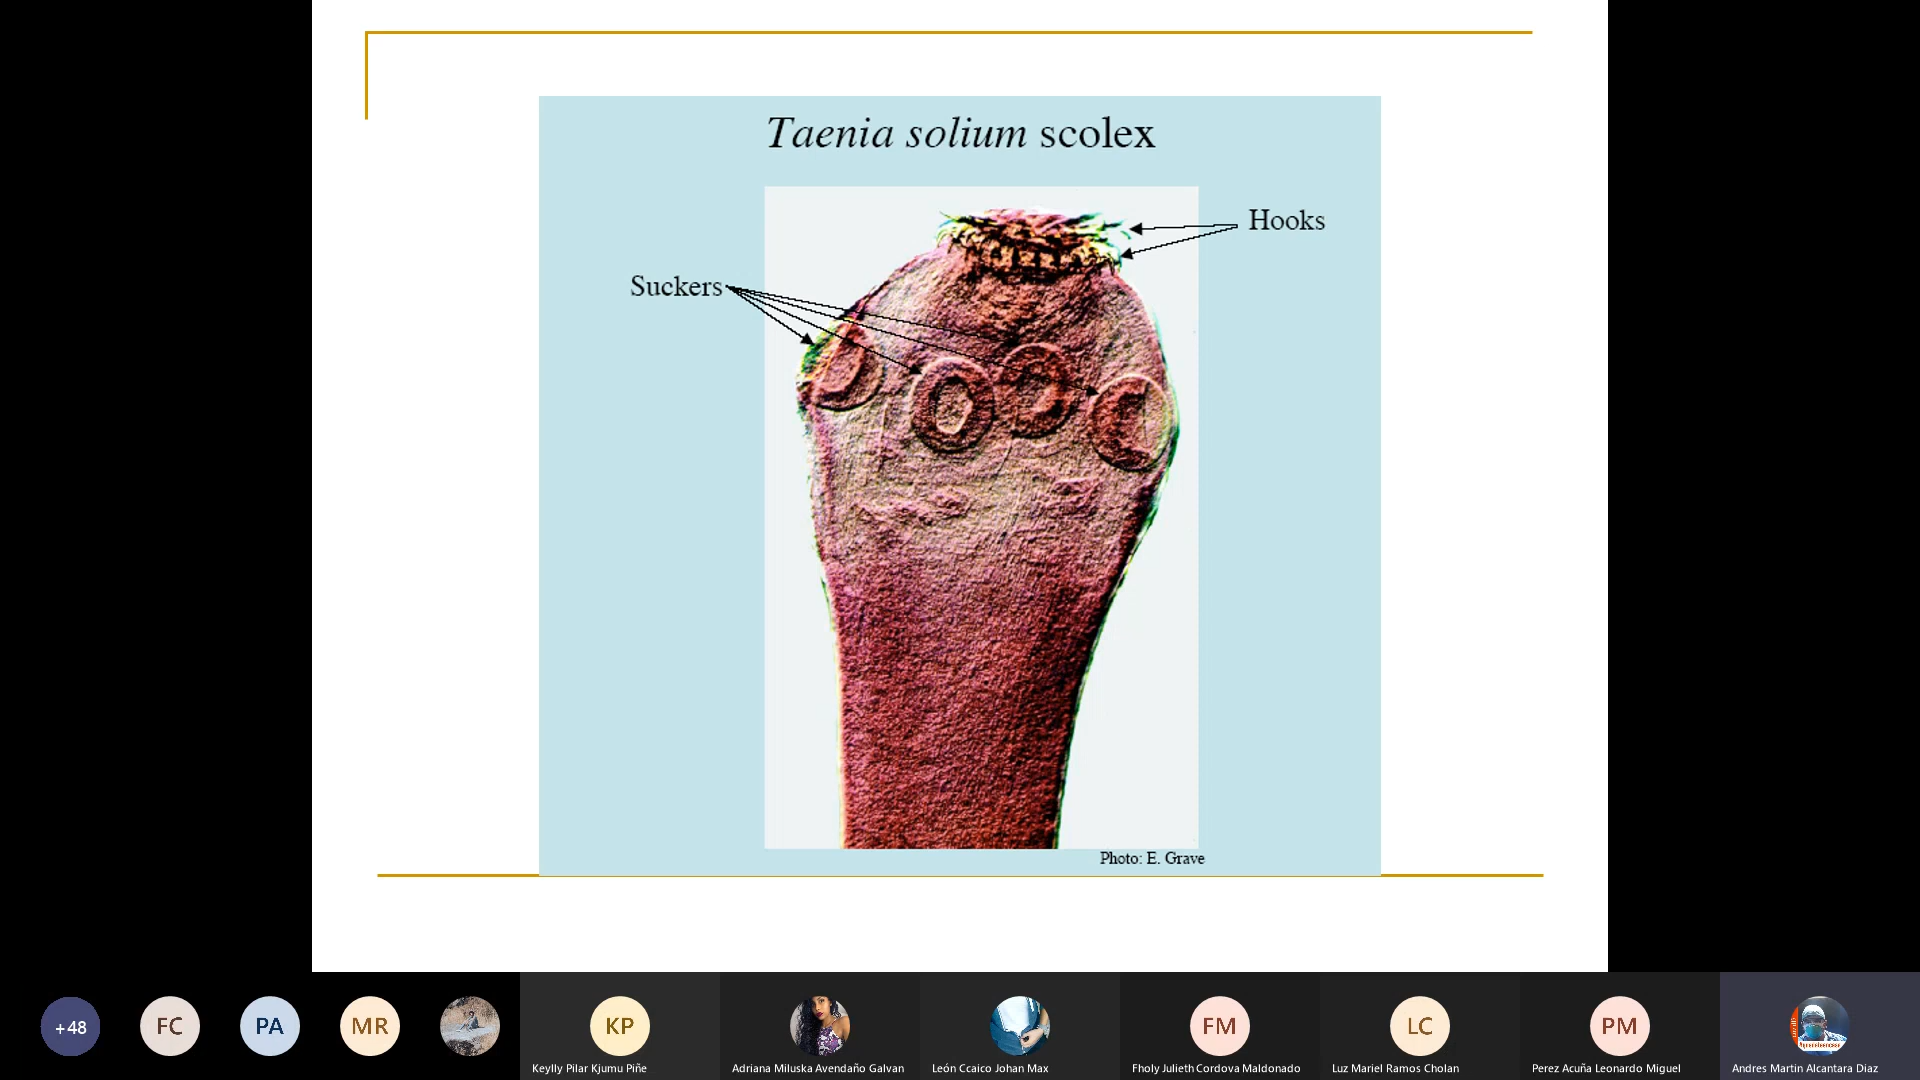 Taenia solium scolex
Hooks
Suckers
Photo: E. Grave
+48
FC
PA
MR
KP
FM
LC
PM
Keylly Pilar Kjumu Piñe
Adriana Miluska Avendaño Galvan
León Ccaico Johan Max
Fholy Julieth Cordova Maldonado
Luz Mariel Ramos Cholan
Perez Acuña Leonardo Miguel
Andres Martin Alcantara Diaz